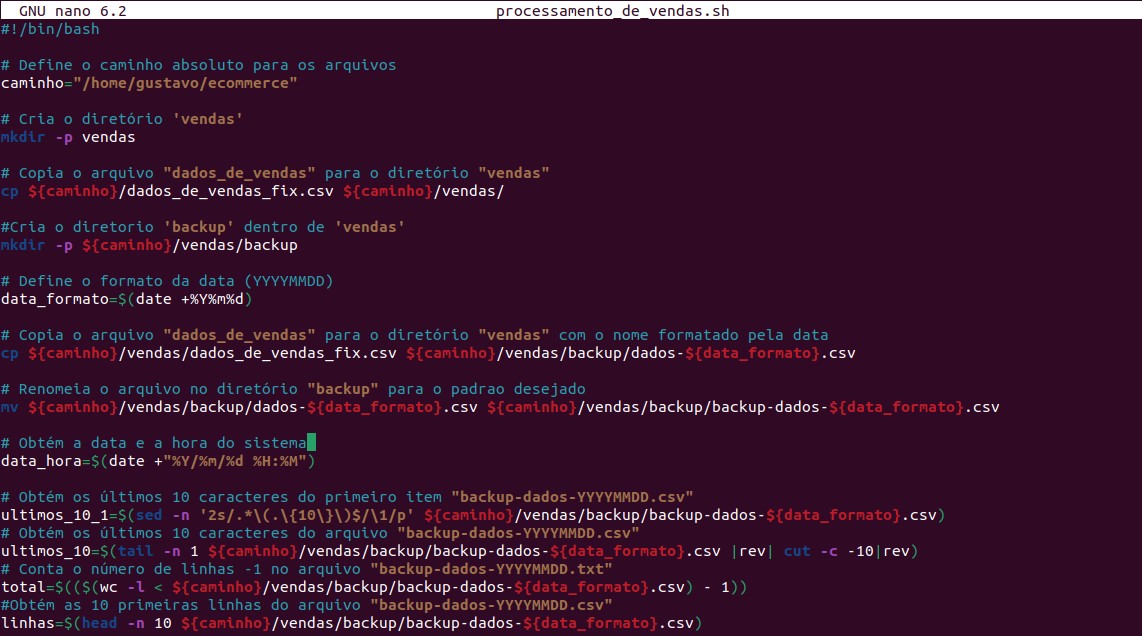 GNU nano 6.2 processamento_de_vendas.sh
#!/bin/bash
# Define o caminho absoluto para os arquivos
caminho="/home/gustavo/ecommerce"
# Cria o diretório 'vendas'
mkdir -p vendas
# Copia o arquivo "dados_de_vendas" para o diretório "vendas"
cp ${caminho}/dados_de_vendas_fix.csv ${caminho}/vendas/
#Cria o diretorio 'backup' dentro de 'vendas'
mkdir -p ${caminho}/vendas/backup
# Define o formato da data (YYYYMMDD)
data_formato=$(date +%Y%m%d)
# Copia o arquivo "dados_de_vendas" para o diretório "vendas" com o nome formatado pela data
cp ${caminho}/vendas/dados_de_vendas_fix.csv ${caminho}/vendas/backup/dados-${data_formato}.csv
# Renomeia o arquivo no diretório "backup" para o padrao desejado
mv ${caminho}/vendas/backup/dados-${data_formato}.csv ${caminho}/vendas/backup/backup-dados-${data_formato}.csv
# Obtém a data e a hora do sistema
data_hora=$(date +"%Y/%m/%d %H:%M")
# Obtém os últimos 10 caracteres do primeiro item "backup-dados-YYYYMMDD.csv"
ultimos_10_1=$(sed -n '2s/.*\(.\{10\}\)$/\1/p' ${caminho}/vendas/backup/backup-dados-${data_formato}.csv)
# Obtém os últimos 10 caracteres do arquivo "backup-dados-YYYYMMDD.csv"
ultimos_10=$(tail -n 1 ${caminho}/vendas/backup/backup-dados-${data_formato}.csv |rev| cut -c -10|rev)
# Conta o número de linhas -1 no arquivo "backup-dados-YYYYMMDD.txt"
total=$(($(wc -l < ${caminho}/vendas/backup/backup-dados-${data_formato}.csv) - 1))
#Obtém as 10 primeiras linhas do arquivo "backup-dados-YYYYMMDD.csv"
linhas=$(head -n 10 ${caminho}/vendas/backup/backup-dados-${data_formato}.csv)